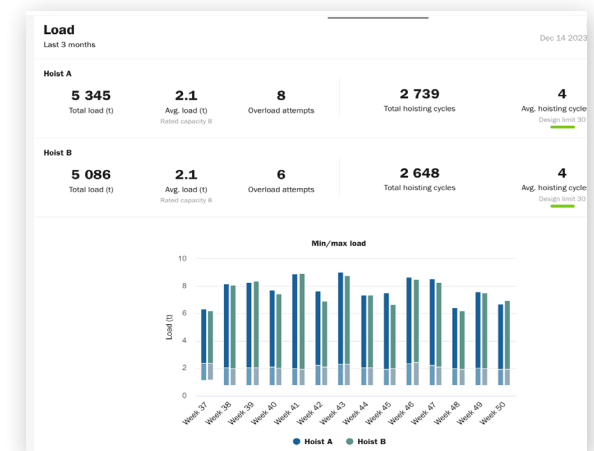 Load
Last 3 months
Dec 14 2023
Hoist A
5 345
Total load (t)
2.1
Avg. load (t)
Rated capacity 8
8
Overload attempts
2 739
Total hoisting cycles
4
Avg. hoisting cycle
Design limit 30
Hoist B
5 086
Total load (t)
2.1
Avg. load (t)
Rated capacity 8
6
Overload attempts
2 648
Total hoisting cycles
4
Avg. hoisting cycle
Design limit 30
Min/max load
Load (t)
10
8
6
4
2
0
Week 37
Week 38
Week 39
Week 40
Week 41
Week 42
Week 43
Week 44
Week 45
Week 46
Week 47
Week 48
Week 49
Week 50
Hoist A
Hoist B